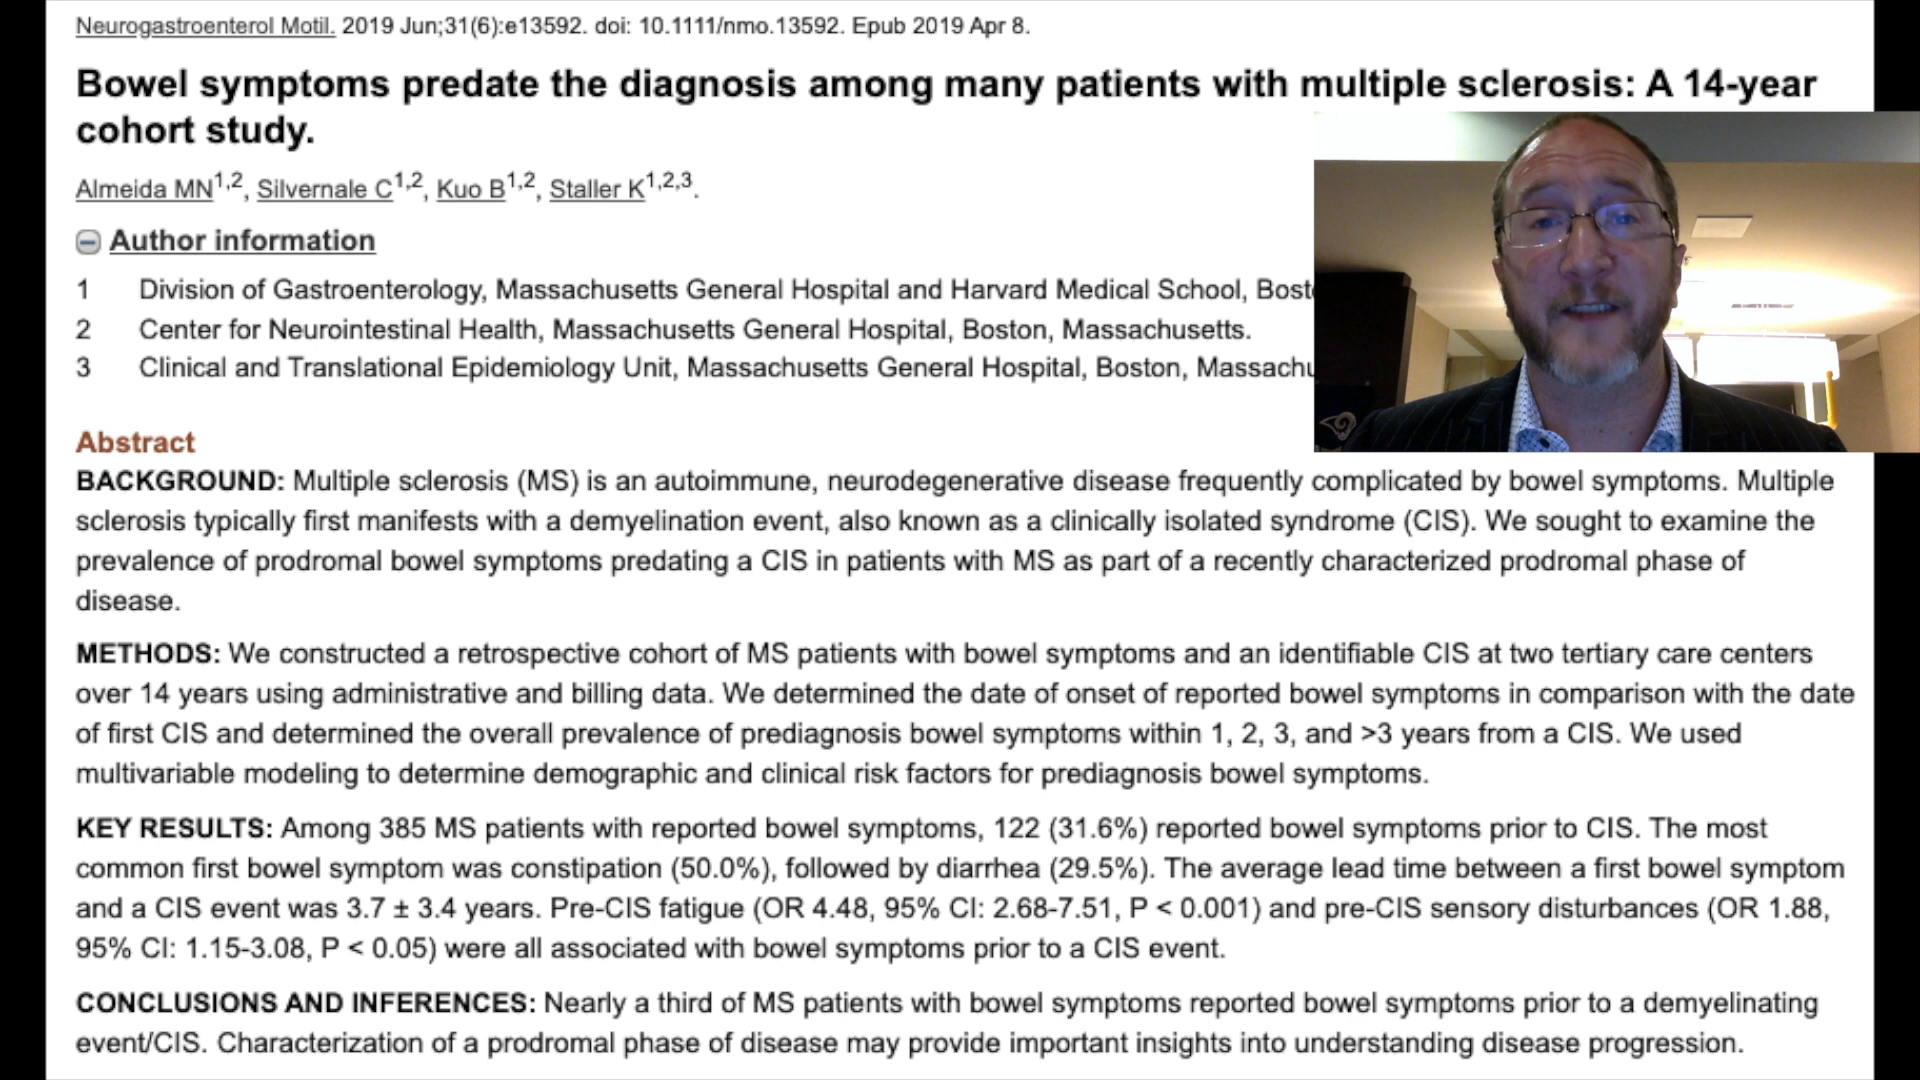 Neurogastroenterol Motil. 2019 Jun;31(6):e13592. doi: 10.1111/nmo.13592. Epub 2019 Apr 8.
Bowel symptoms predate the diagnosis among many patients with multiple sclerosis: A 14-year
cohort study.
Almeida MN1,2, Silvernale C1,2, Kuo B1,2, Staller K1,2,3.
Author information
1 Division of Gastroenterology, Massachusetts General Hospital and Harvard Medical School,
2 Center for Neurointestinal Health, Massachusetts General Hospital, Boston, Massachusetts.
3 Clinical and Translational Epidemiology Unit, Massachusetts General Hospital, Boston,
Abstract
BACKGROUND: Multiple sclerosis (MS) is an autoimmune, neurodegenerative disease frequently complicated by bowel symptoms. Multiple
sclerosis typically first manifests with a demyelination event, also known as a clinically isolated syndrome (CIS). We sought to examine the
prevalence of prodromal bowel symptoms predating a CIS in patients with MS as part of a recently characterized prodromal phase of
disease.
METHODS: We constructed a retrospective cohort of MS patients with bowel symptoms and an identifiable CIS at two tertiary care centers
over 14 years using administrative and billing data. We determined the date of onset of reported bowel symptoms in comparison with the date
of first CIS and determined the overall prevalence of prediagnosis bowel symptoms within 1, 2, 3, and >3 years from a CIS. We used
multivariable modeling to determine demographic and clinical risk factors for prediagnosis bowel symptoms.
KEY RESULTS: Among 385 MS patients with reported bowel symptoms, 122 (31.6%) reported bowel symptoms prior to CIS. The most
common first bowel symptom was constipation (50.0%), followed by diarrhea (29.5%). The average lead time between a first bowel symptom
and a CIS event was 3.7 ± 3.4 years. Pre-CIS fatigue (OR 4.48, 95% CI: 2.68-7.51, P < 0.001) and pre-CIS sensory disturbances (OR 1.88,
95% CI: 1.15-3.08, P < 0.05) were all associated with bowel symptoms prior to a CIS event.
CONCLUSIONS AND INFERENCES: Nearly a third of MS patients with bowel symptoms reported bowel symptoms prior to a demyelinating
event/CIS. Characterization of a prodromal phase of disease may provide important insights into understanding disease progression.